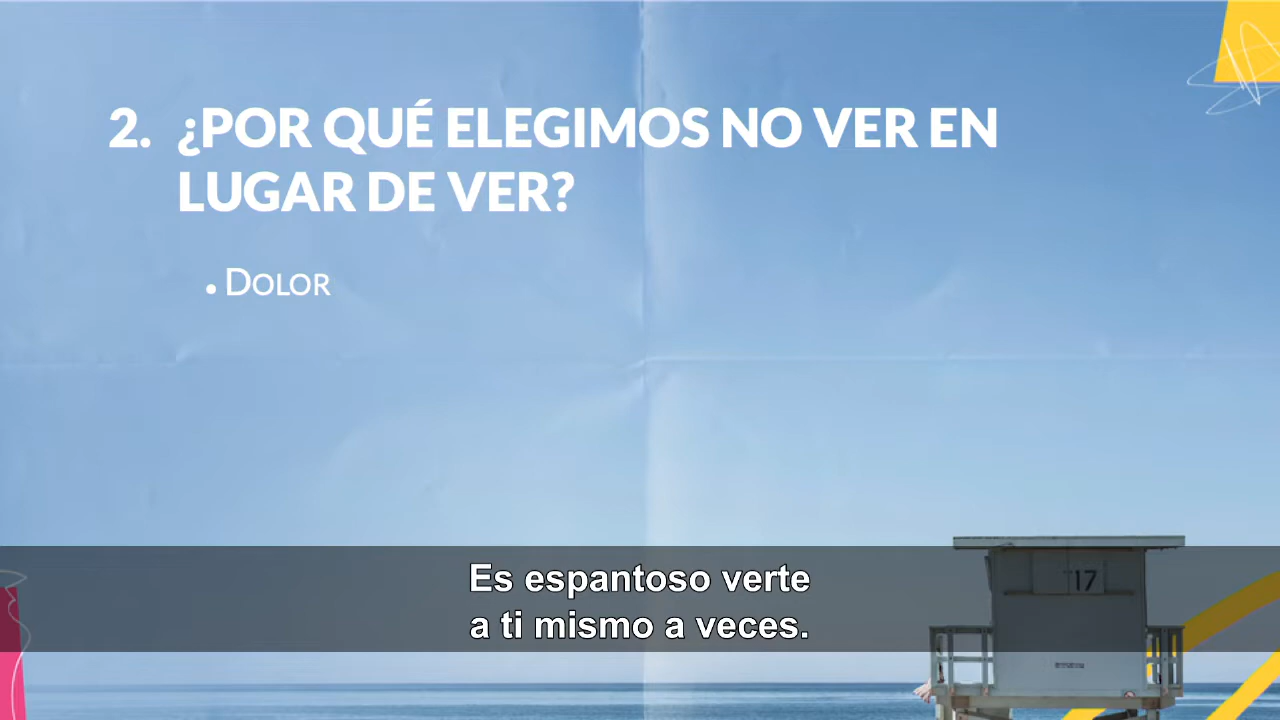 2. ¿POR QUÉ ELEGIMOS NO VER EN
LUGAR DE VER?
• DOLOR
17
Es espantoso verte
a ti mismo a veces.